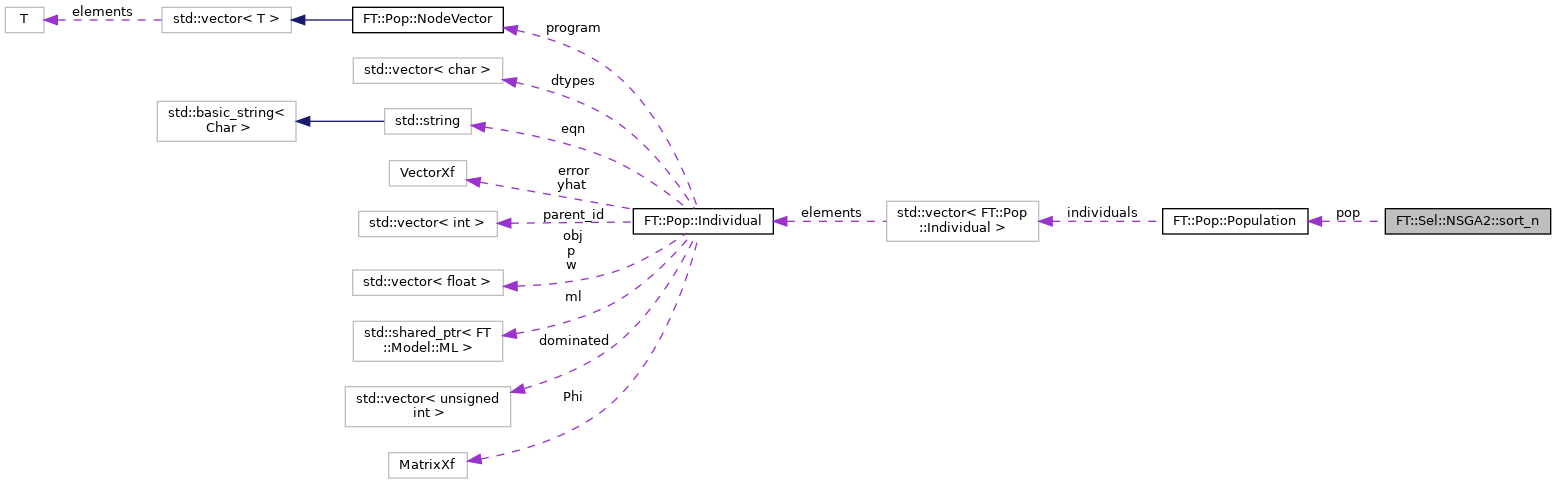 T
elements
std::vector< T >
FT::Pop::NodeVector
program
std::vector< char >
dtypes
std::basic_string<
Char >
std::string
eqn
VectorXf
error
yhat
std::vector< int >
parent_id
FT::Pop::Individual
elements
std::vector< FT::Pop
::Individual >
individuals
FT::Pop::Population
pop
FT::Sel::NSGA2::sort_n
obj
p
w
std::vector< float >
ml
std::shared_ptr< FT
::Model::ML >
dominated
std::vector< unsigned
int >
Phi
MatrixXf